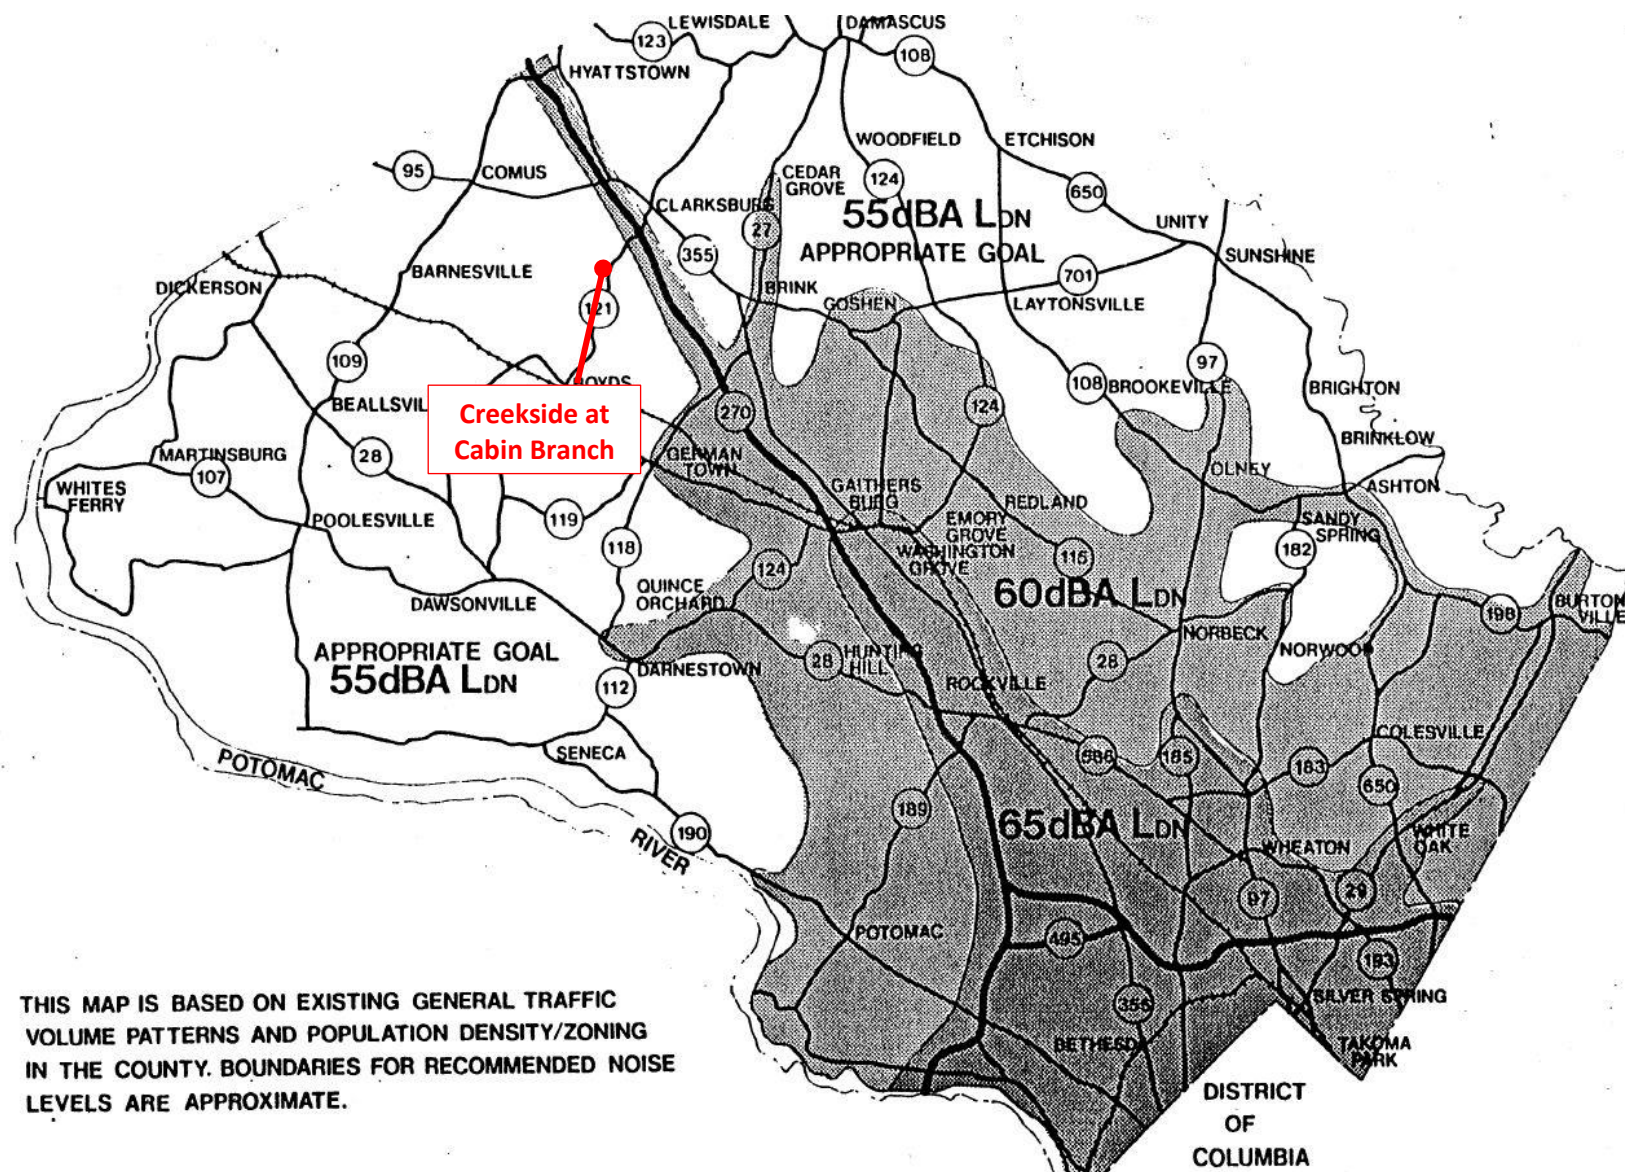 LEWISDALE
DAMASCUS
123
108
HYATTSTOWN
WOODFIELD
ETCHISON
95
COMUS
CEDAR
GROVE
124
650
CLARKSBURG
27
55dBA LDN
APPROPRIATE GOAL
UNITY
355
SUNSHINE
BARNESVILLE
701
DICKERSON
BRINK
GOSHEN
LAYTONSVILLE
121
109
97
BOYDS
108
BROOKEVILLE
BRIGHTON
BEALLSVIL
Creekside at
Cabin Branch
270
124
BRINKLOW
MARTINSBURG
107
28
GERMAN
TOWN
OLNEY
ASHTON
WHITES
FERRY
GAITHERS
BURG
REDLAND
POOLESVILLE
119
EMORY
GROVE
SANDY
SPRING
118
WASHINGTON
GROVE
115
182
124
QUINCE
ORCHARD
60dBA LDN
DAWSONVILLE
198
BURTON
VILLE
NORBECK
APPROPRIATE GOAL
55dBA LDN
DARNESTOWN
28
HUNTING
HILL
28
NORWOOD
112
ROCKVILLE
COLESVILLE
SENECA
586
185
183
650
POTOMAC
RIVER
189
65dBA LDN
190
WHEATON
WHITE
OAK
97
29
POTOMAC
495
193
355
SILVER SPRING
BETHESDA
TAKOMA
PARK
THIS MAP IS BASED ON EXISTING GENERAL TRAFFIC
VOLUME PATTERNS AND POPULATION DENSITY/ZONING
IN THE COUNTY. BOUNDARIES FOR RECOMMENDED NOISE
LEVELS ARE APPROXIMATE.
DISTRICT
OF
COLUMBIA